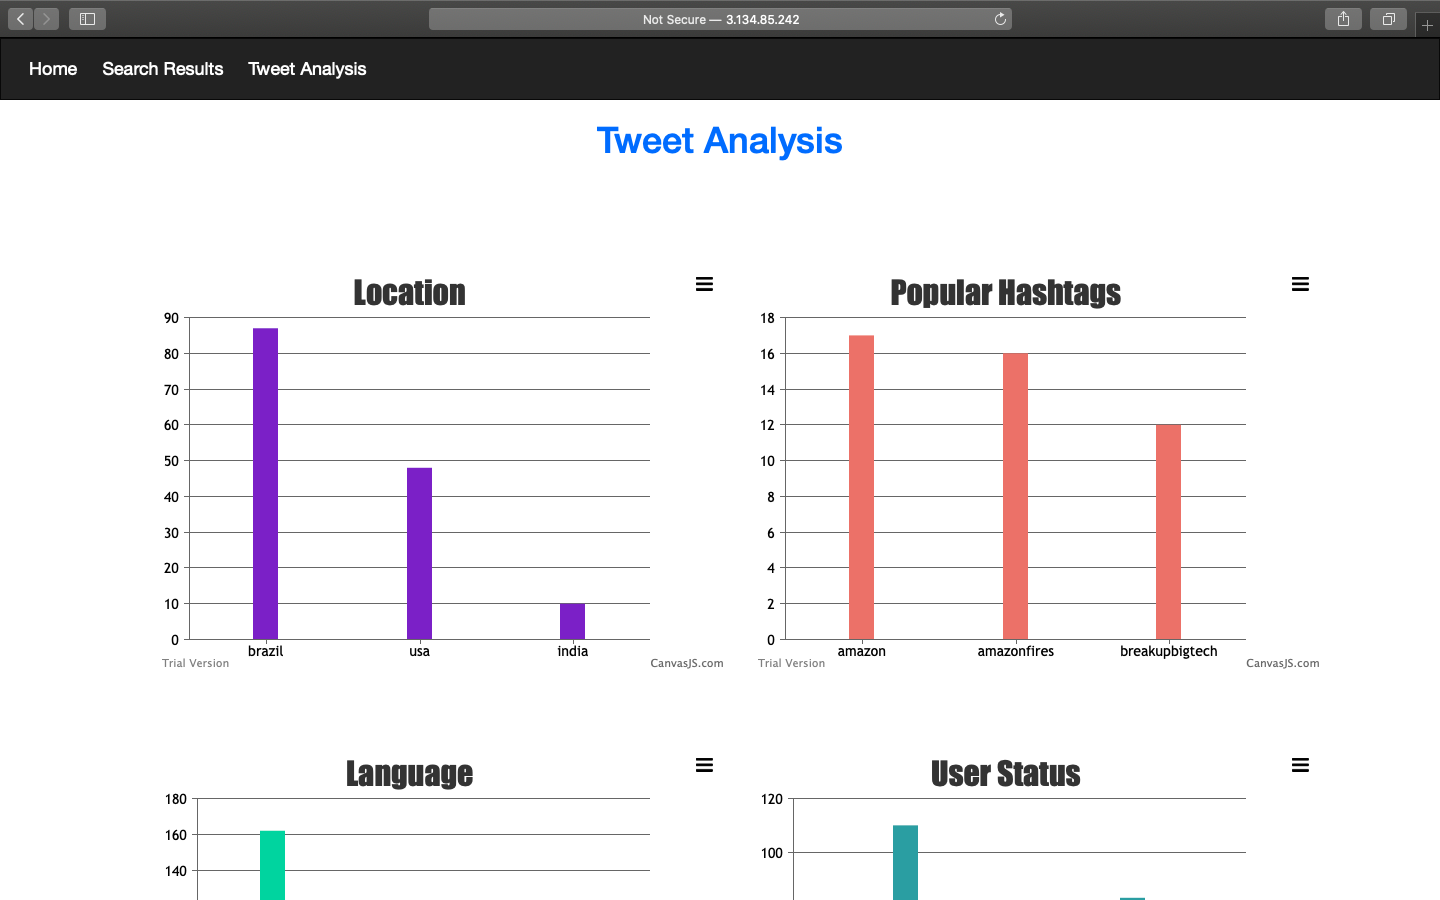 Not Secure — 3.134.85.242
Home Search Results Tweet Analysis
Tweet Analysis
Location
90
80
70
60
50
40
30
20
10
0
brazil usa india
Trial Version CanvasJS.com
Popular Hashtags
18
16
14
12
10
8
6
4
2
0
amazon amazonfires breakupbigtech
Trial Version CanvasJS.com
Language
180
160
140
User Status
120
100